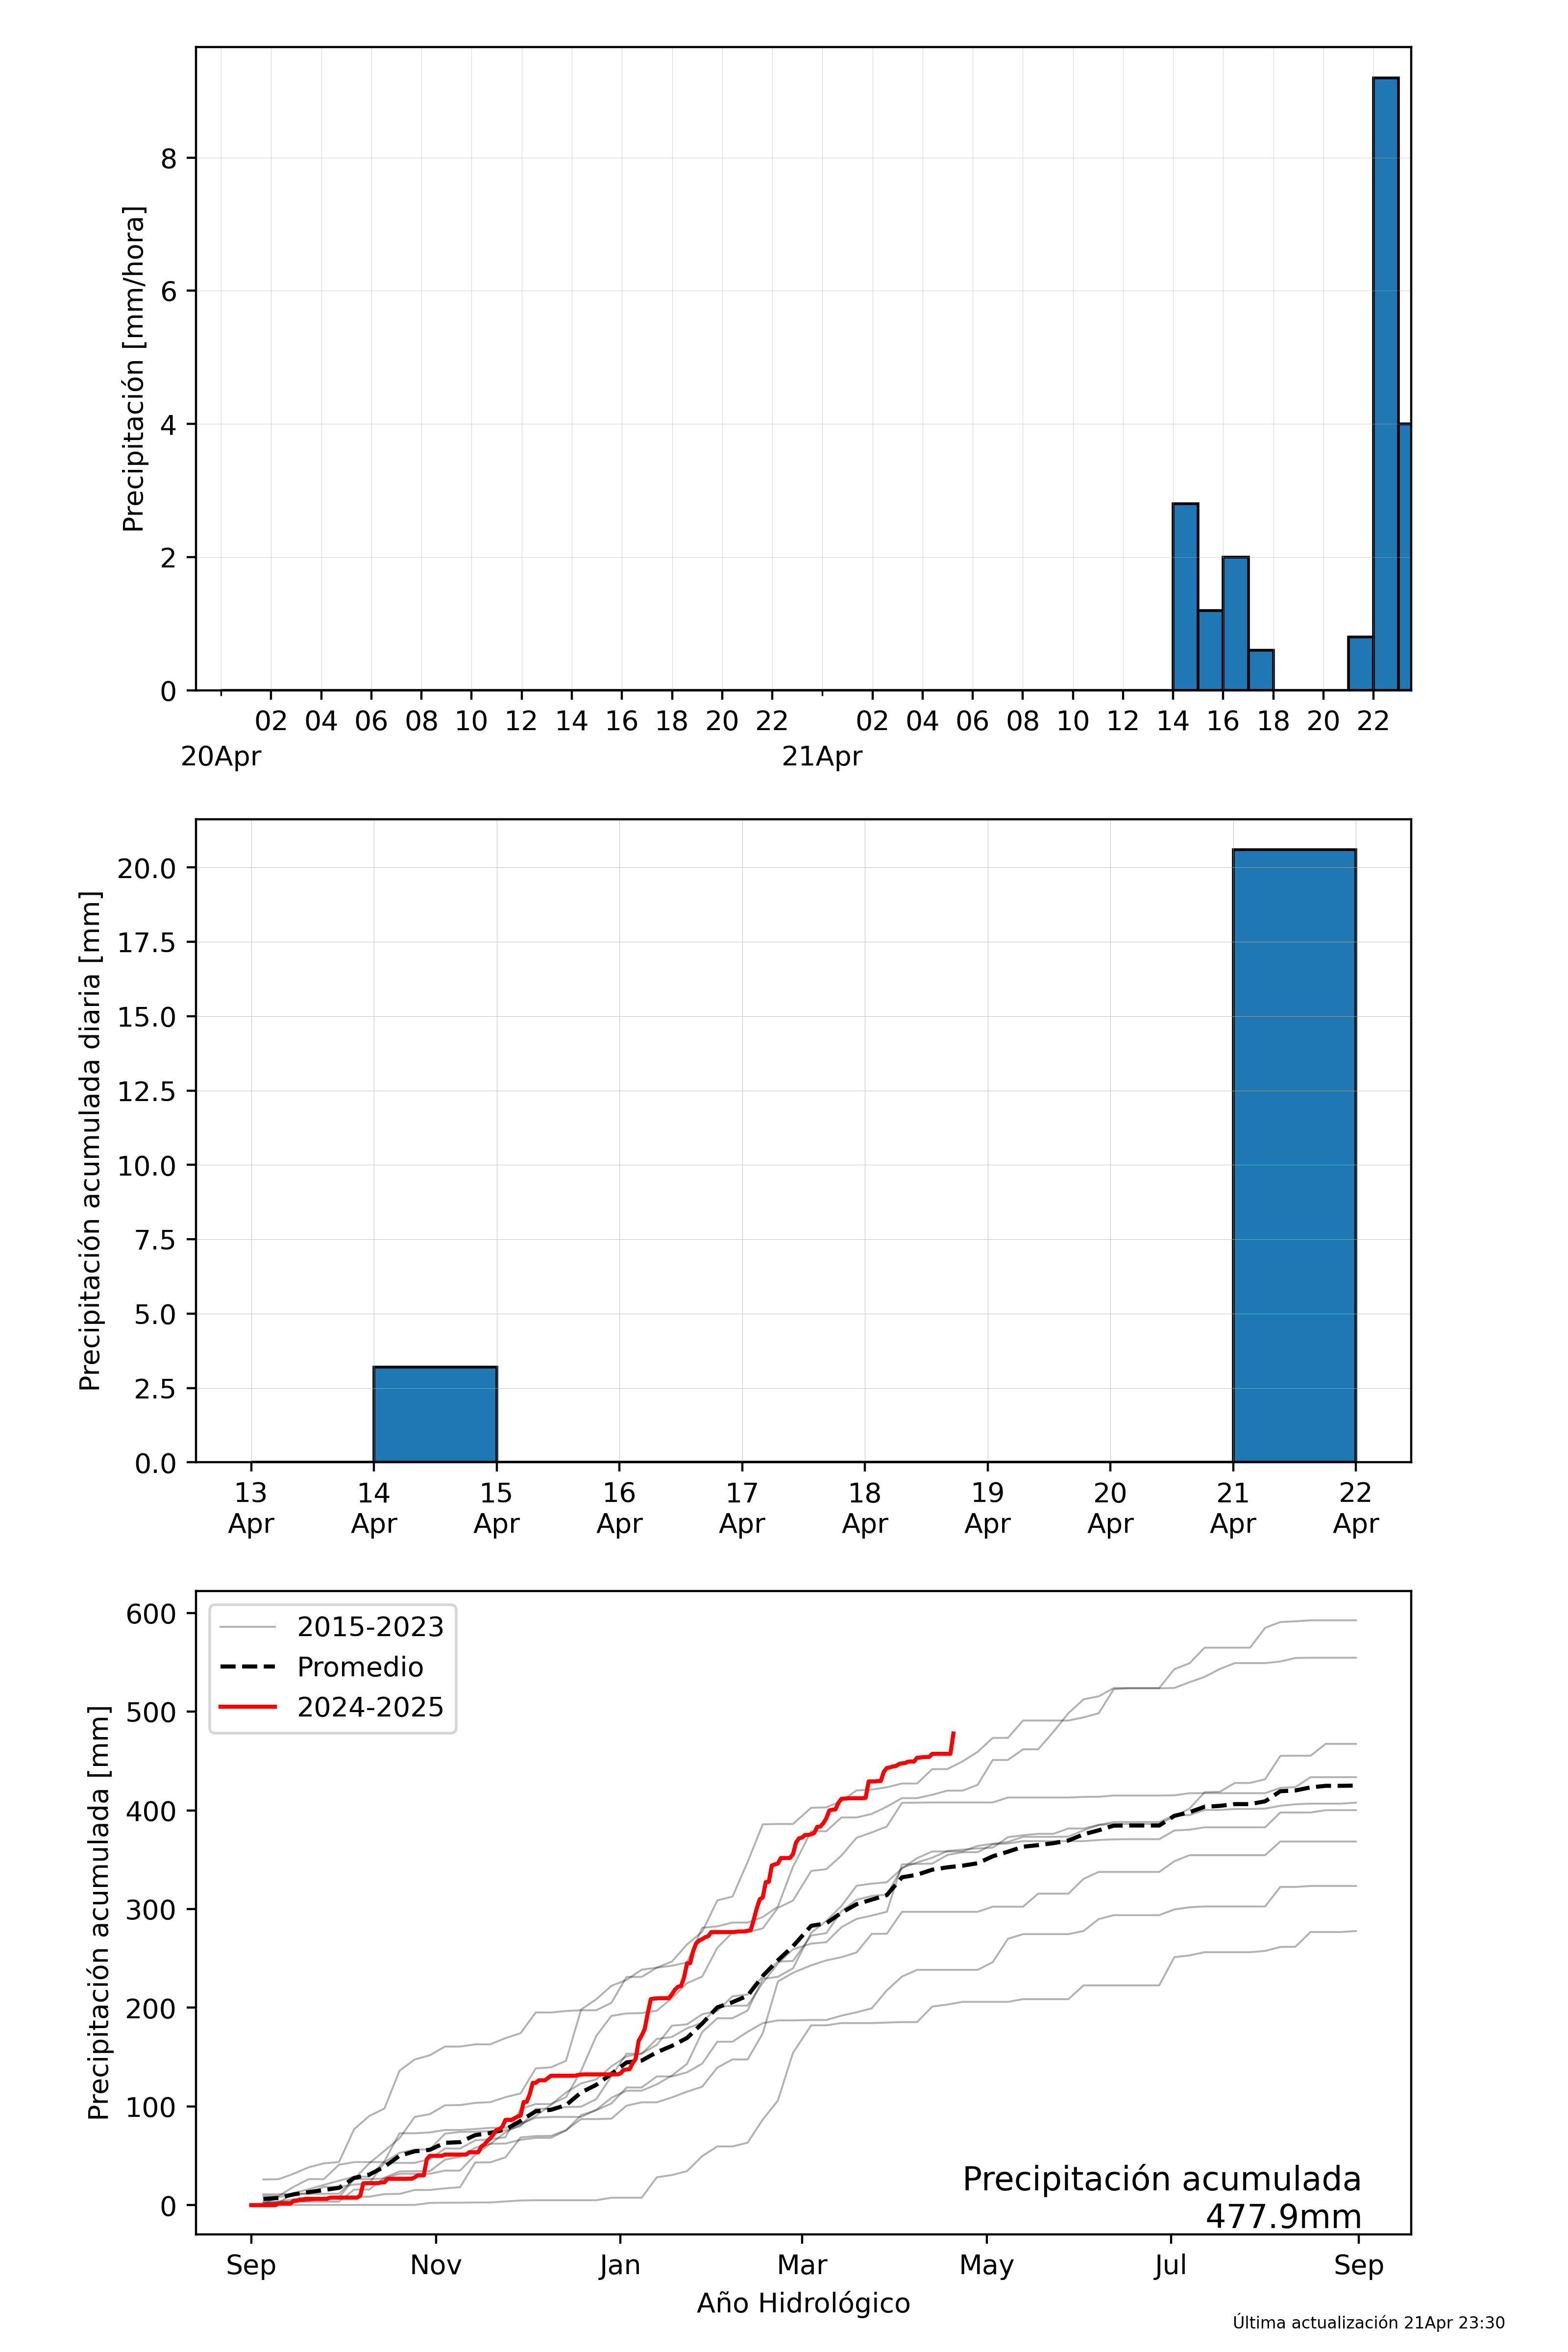 Precipitación [mm/hora]
8
6
4
2
0
02 04 06 08 10 12 14 16 18 20 22 02 04 06 08 10 12 14 16 18 20 22
20Apr 21Apr
Precipitación acumulada diaria [mm]
20.0
17.5
15.0
12.5
10.0
7.5
5.0
2.5
0.0
13 14 15 16 17 18 19 20 21 22
Apr Apr Apr Apr Apr Apr Apr Apr Apr Apr
Precipitación acumulada [mm]
600
500
400
300
200
100
0
2015-2023
Promedio
2024-2025
Precipitación acumulada
477.9mm
Sep Nov Jan Mar May Jul Sep
Año Hidrológico
Última actualización 21Apr 23:30